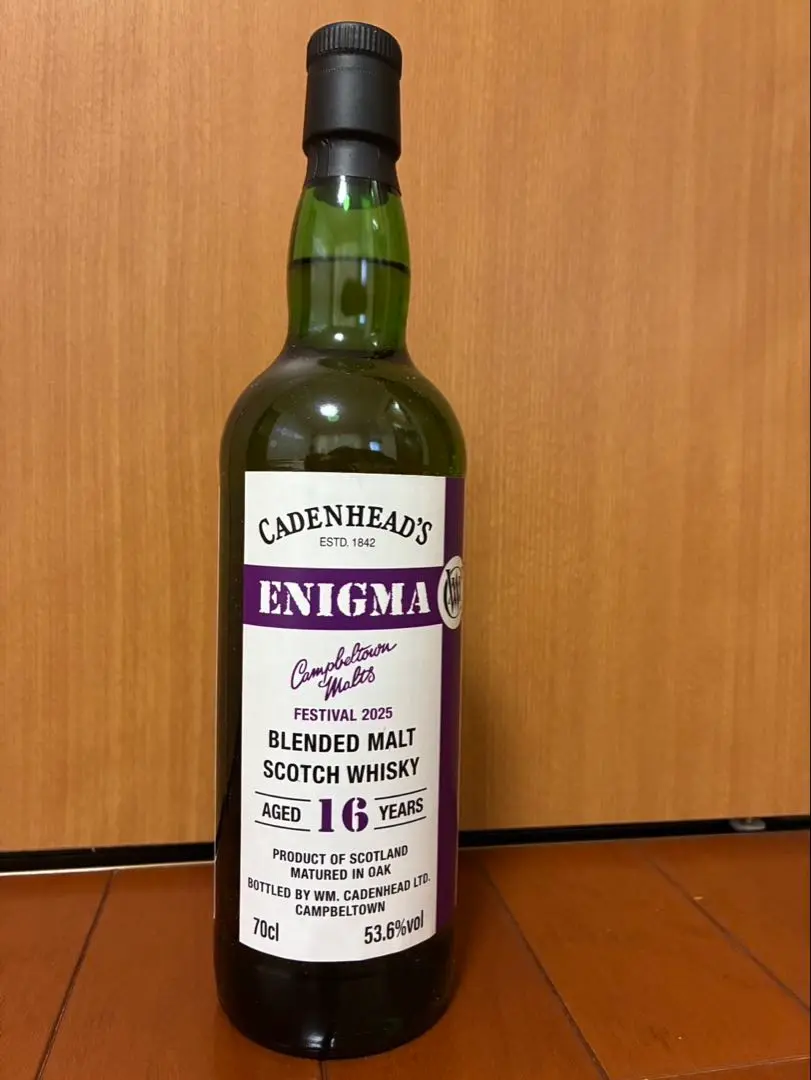 CADENHEAD'S
ESTD. 1842
ENIGMA
Campbeltown
Malts
FESTIVAL 2025
BLENDED MALT
SCOTCH WHISKY
AGED 16 YEARS
PRODUCT OF SCOTLAND
MATURED IN OAK
BOTTLED BY WM. CADENHEAD LTD.
CAMPBELTOWN
70cl 53.6%vol